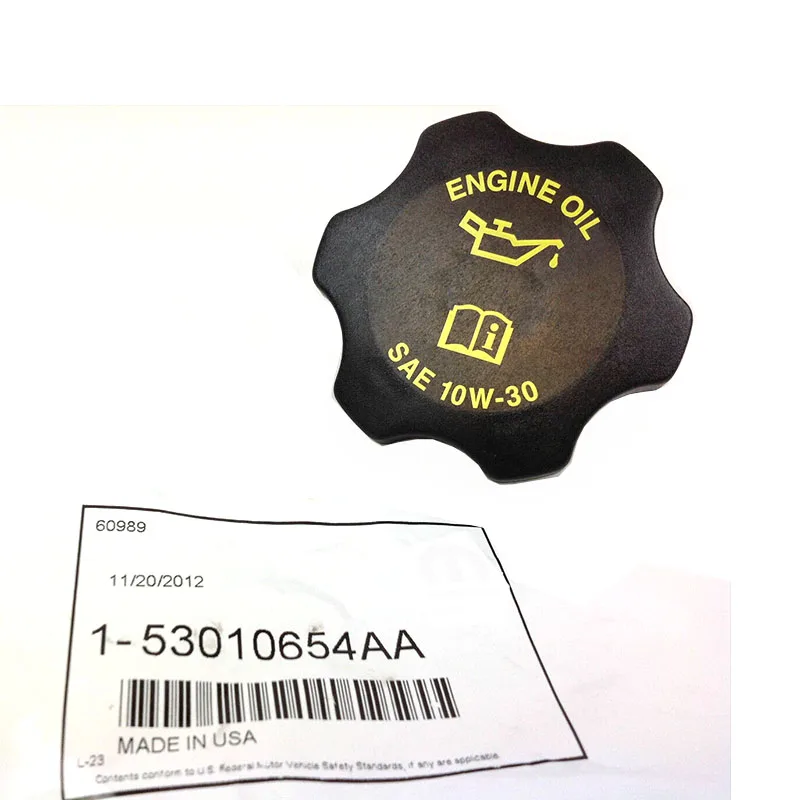 ENGINE OIL
i
SAE 10W-30
60989
11/20/2012
1-53010654AA
MADE IN USA
L-23
Contents conform to U.S. Federal Motor Vehicle Safety Standards, if any are applicable.